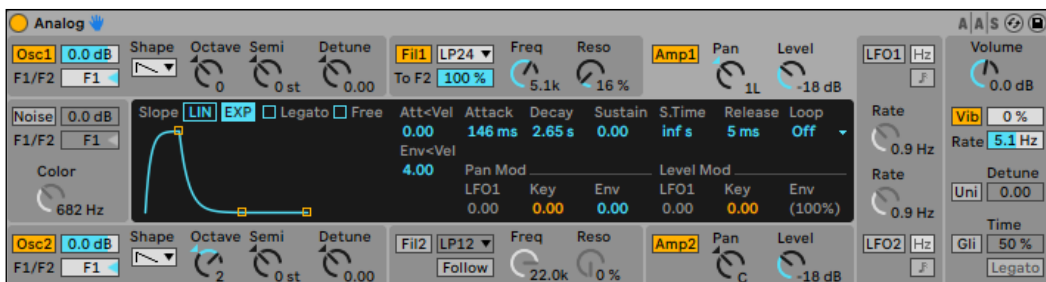 Analog A|A|S
Osc1 0.0 dB Shape Octave Semi Detune Fil1 LP24 Freq Reso Amp1 Pan Level LFO1 Hz Volume
F1/F2 F1 0 0 st 0.00 To F2 100 % 5.1k 16 % 1L -18 dB 0.0 dB
Noise 0.0 dB Slope LIN EXP Legato Free Att<Vel Attack Decay Sustain S.Time Release Loop Rate Vib 0 %
F1/F2 F1 0.00 146 ms 2.65 s 0.00 inf s 5 ms Off 0.9 Hz Rate 5.1 Hz
Env<Vel
Color 4.00 Pan Mod Level Mod Rate Detune
LFO1 Key Env LFO1 Key Env Uni 0.00
682 Hz 0.00 0.00 0.00 0.00 0.00 (100%) 0.9 Hz
Time
Osc2 0.0 dB Shape Octave Semi Detune Fil2 LP12 Freq Reso Amp2 Pan Level LFO2 Hz Gli 50 %
F1/F2 F1 2 0 st 0.00 Follow 22.0k 0 % C -18 dB Legato